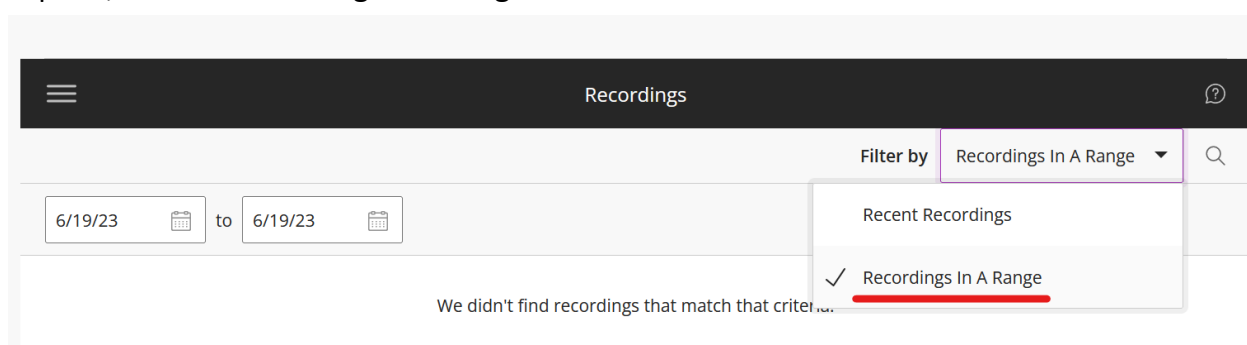 Recordings
Filter by Recordings In A Range
6/19/23 to 6/19/23
Recent Recordings
Recordings In A Range
We didn't find recordings that match that criteria.